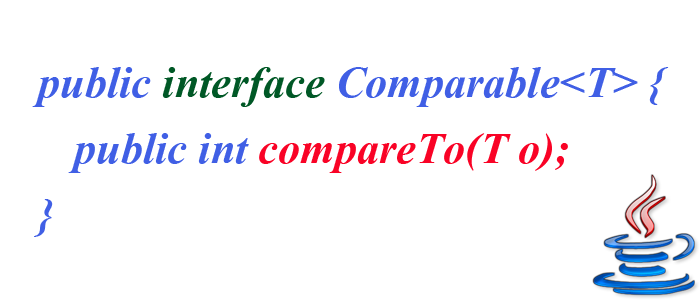 public interface Comparable<T> {
public int compareTo(T o);
}